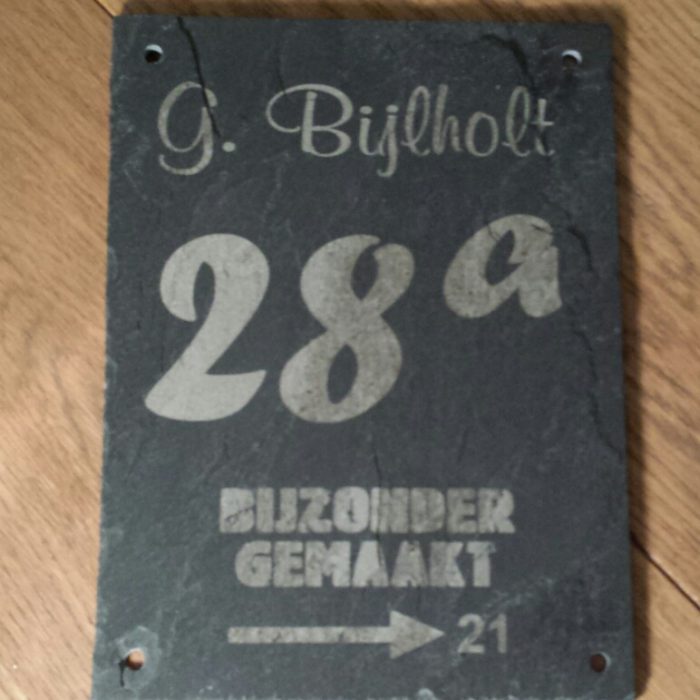 G. Bijlholt
28a
BIJZONDER
GEMAAKT
21